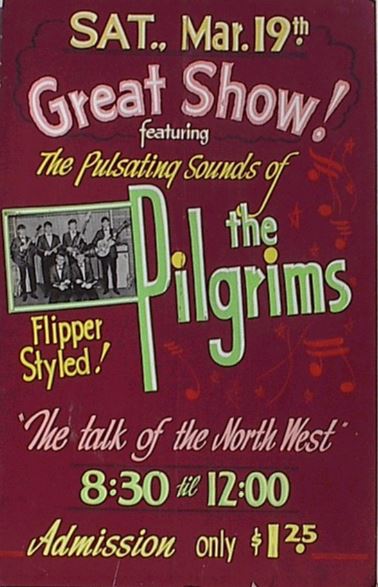 SAT., Mar. 19th
Great Show!
featuring
The Pulsating Sounds of
the
Pilgrims
Flipper
Styled!
"The talk of the North West"
8:30 til 12:00
Admission only $1.25